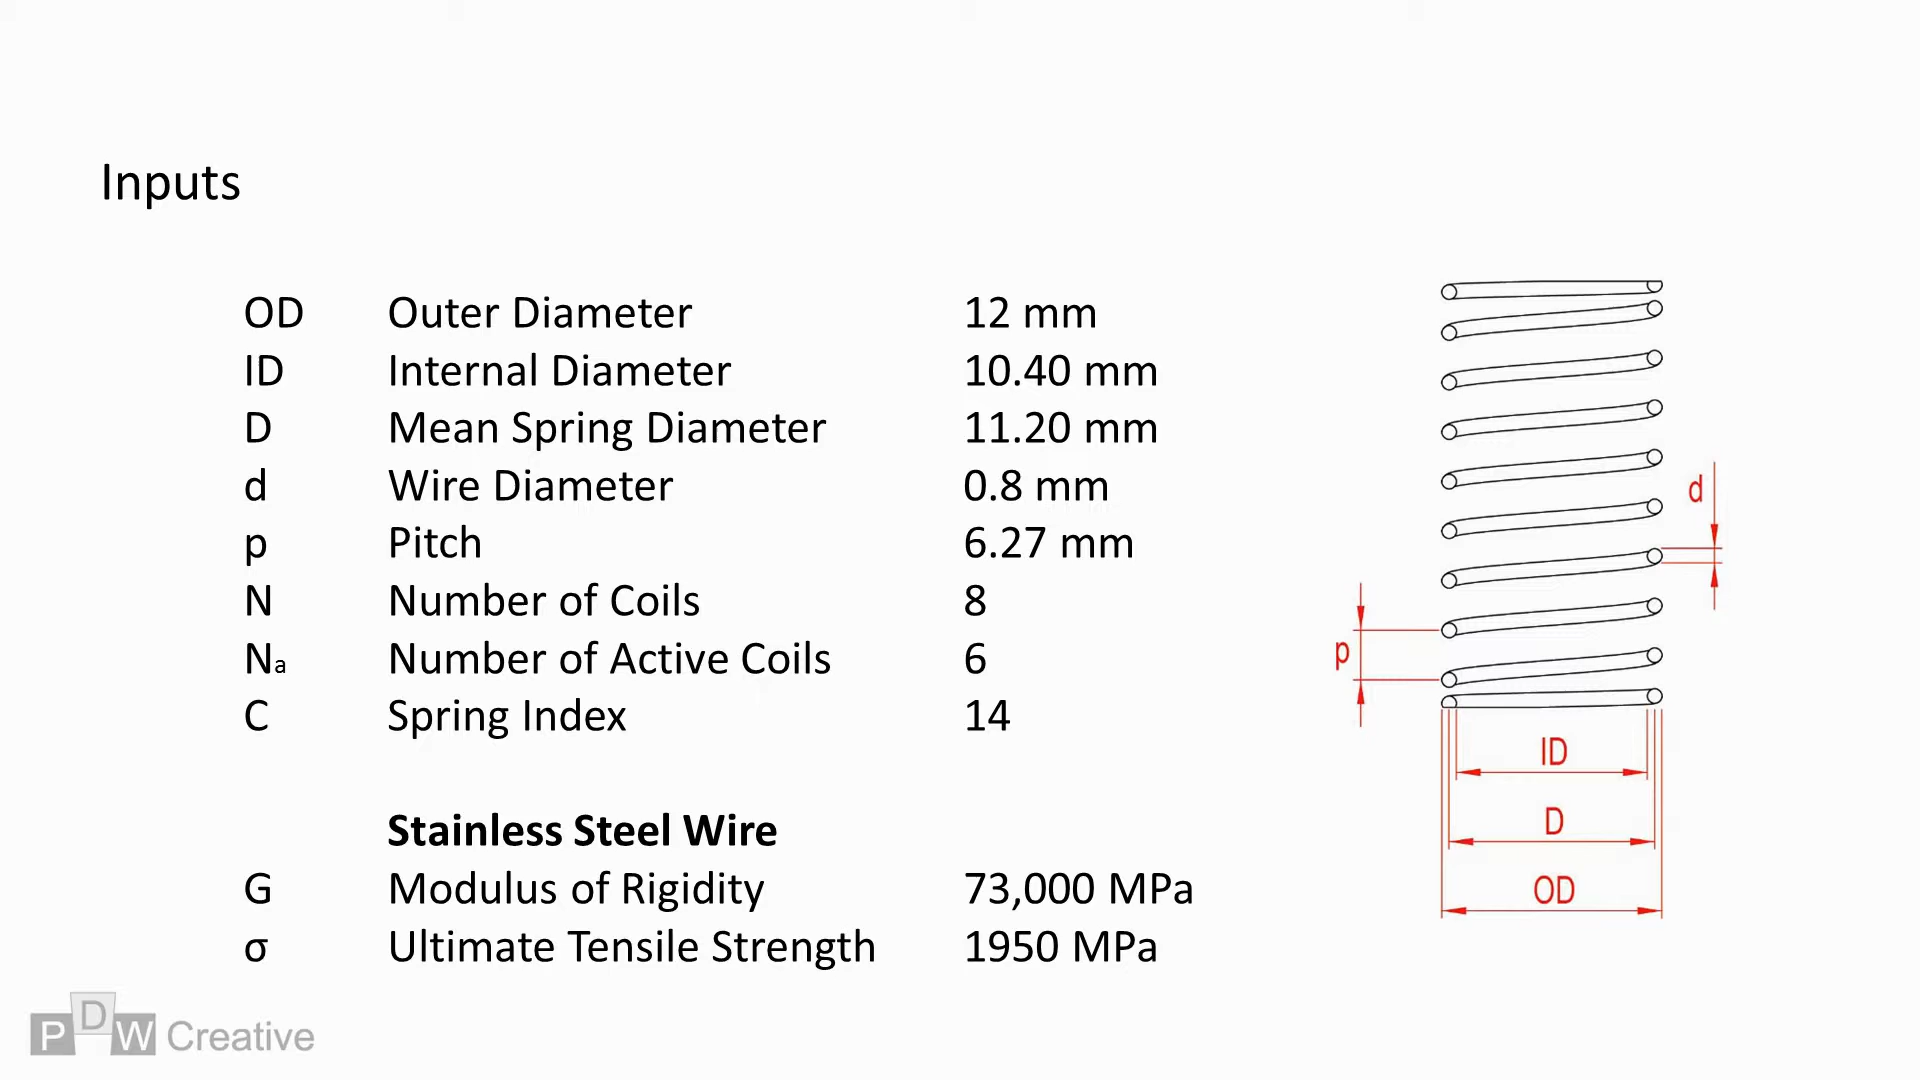 Inputs
OD Outer Diameter 12 mm
ID Internal Diameter 10.40 mm
D Mean Spring Diameter 11.20 mm
d Wire Diameter 0.8 mm
p Pitch 6.27 mm
N Number of Coils 8
Na Number of Active Coils 6
C Spring Index 14
Stainless Steel Wire
G Modulus of Rigidity 73,000 MPa
σ Ultimate Tensile Strength 1950 MPa
d
p
ID
D
OD
PDW Creative